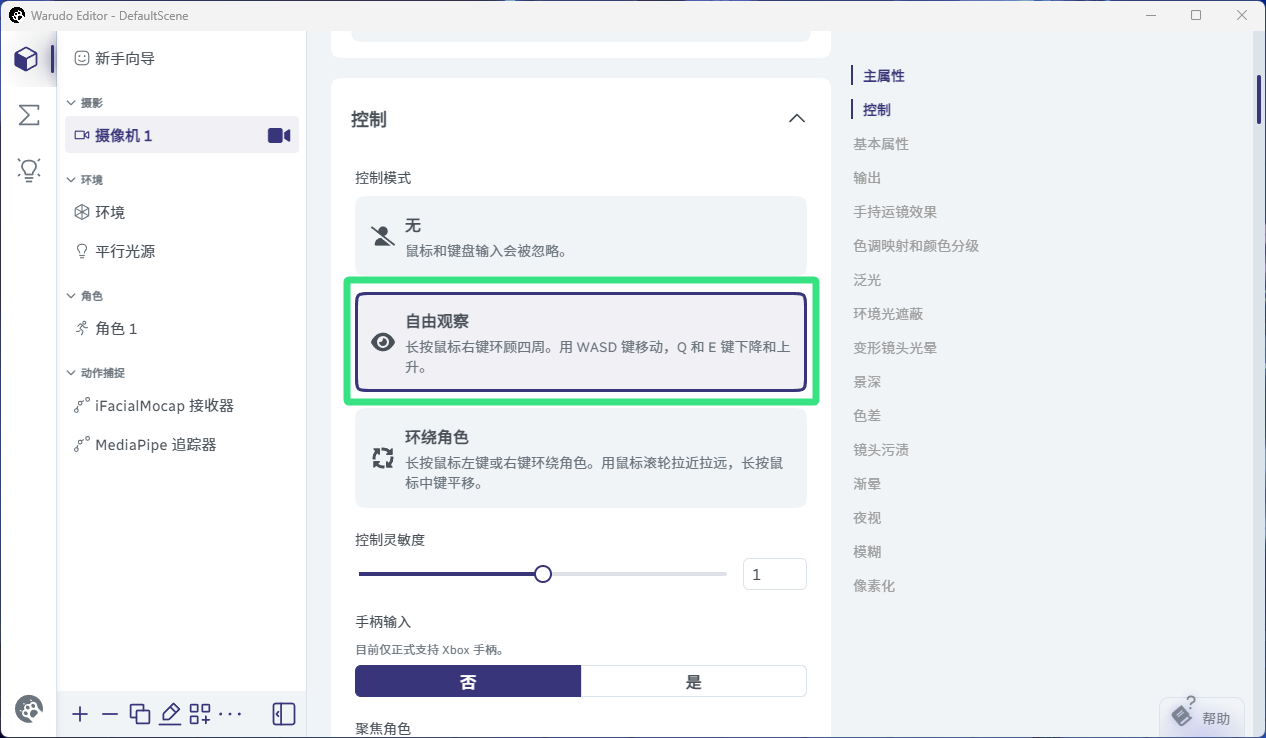 Warudo Editor - DefaultScene
新手向导
摄影
摄像机 1
环境
环境
平行光源
角色
角色 1
动作捕捉
iFacialMocap 接收器
MediaPipe 追踪器
控制
控制模式
无
鼠标和键盘输入会被忽略。
自由观察
长按鼠标右键环顾四周。用 WASD 键移动，Q 和 E 键下降和上
升。
环绕角色
长按鼠标左键或右键环绕角色。用鼠标滚轮拉近拉远，长按鼠
标中键平移。
控制灵敏度
1
手柄输入
目前仅正式支持 Xbox 手柄。
否
是
聚焦角色
主属性
控制
基本属性
输出
手持运镜效果
色调映射和颜色分级
泛光
环境光遮蔽
变形镜头光晕
景深
色差
镜头污渍
渐晕
夜视
模糊
像素化
帮助